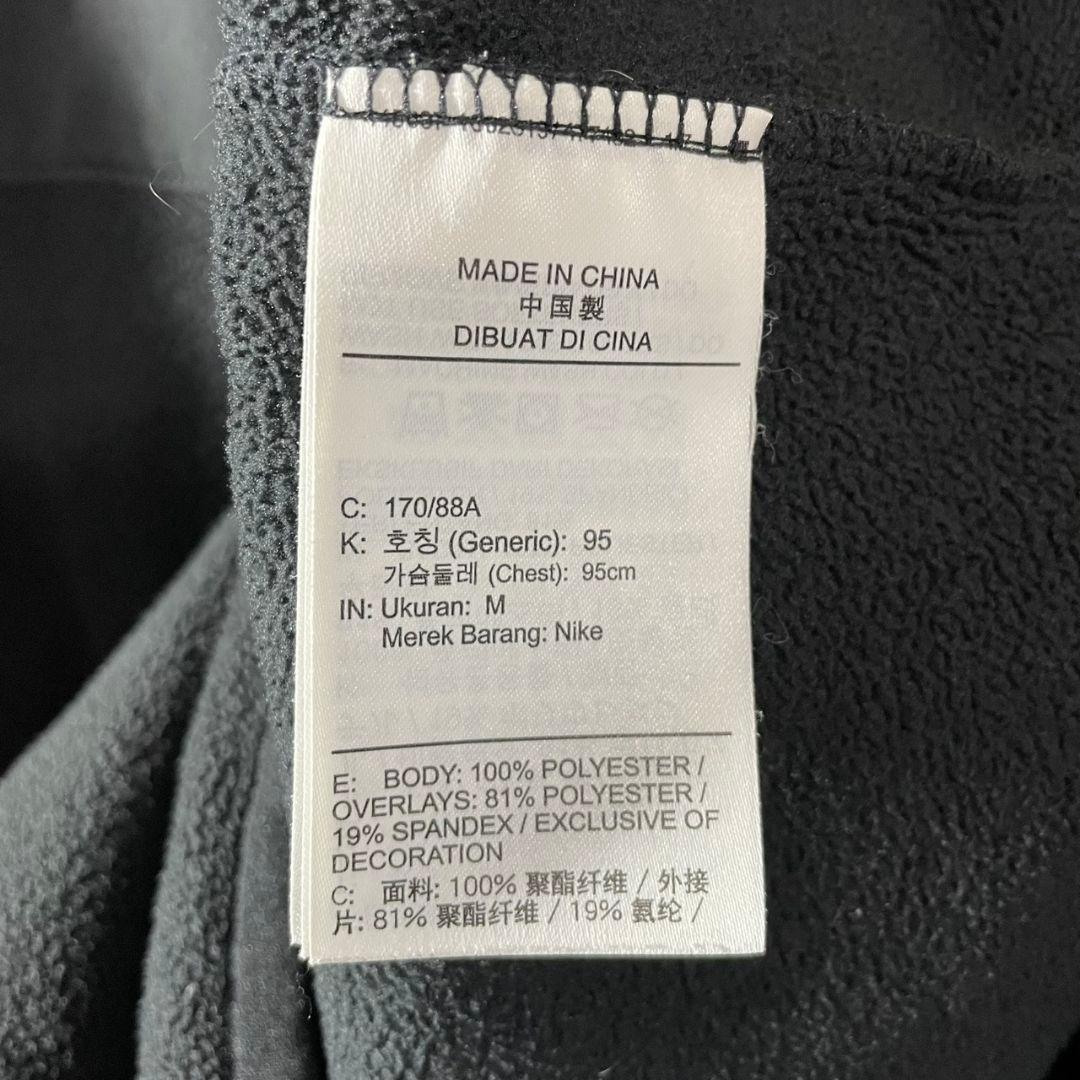 MADE IN CHINA
中国製
DIBUAT DI CINA
C: 170/88A
K: 호칭 (Generic): 95
가슴둘레 (Chest): 95cm
IN: Ukuran: M
Merek Barang: Nike
E: BODY: 100% POLYESTER /
OVERLAYS: 81% POLYESTER /
19% SPANDEX / EXCLUSIVE OF
DECORATION
C: 面料: 100% 聚酯纤维 / 外接
片: 81% 聚酯纤维 / 19% 氨纶 /